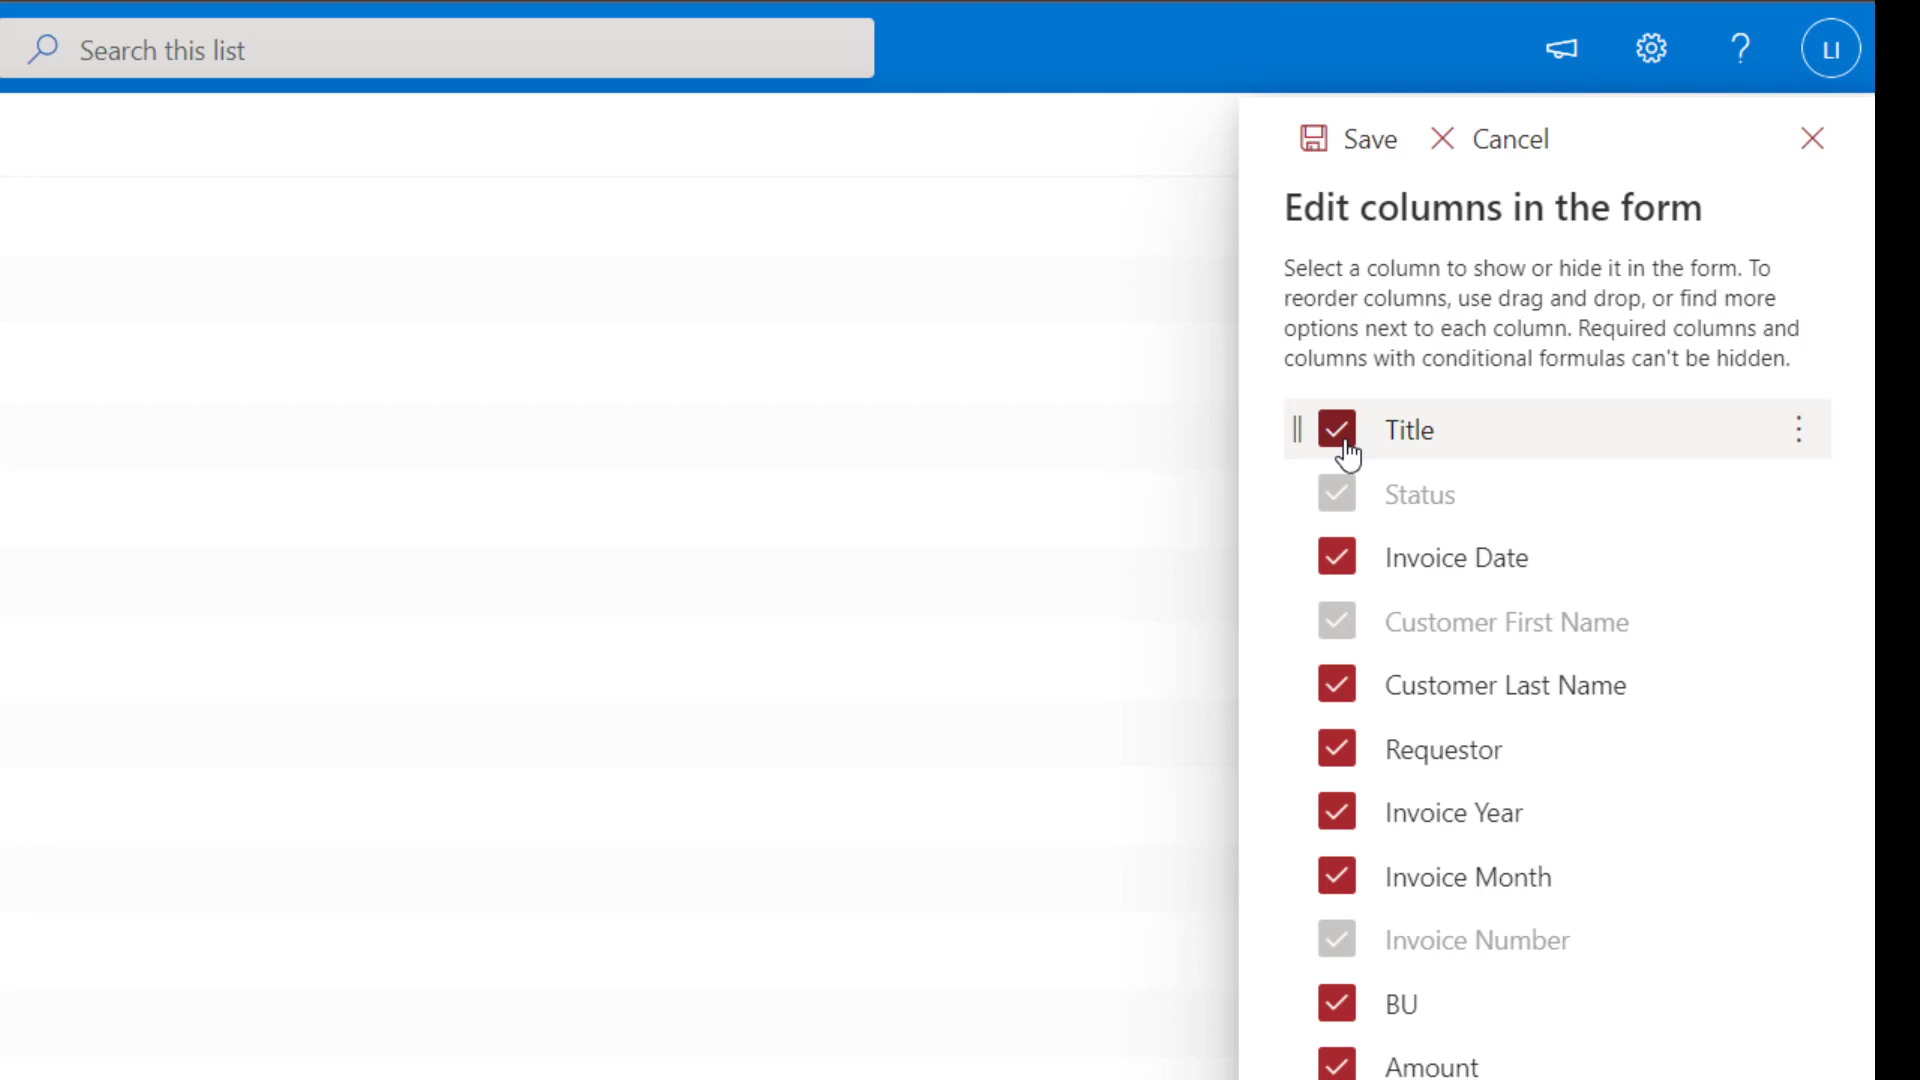 Search this list
?
LI
Save
Cancel
Edit columns in the form
Select a column to show or hide it in the form. To
reorder columns, use drag and drop, or find more
options next to each column. Required columns and
columns with conditional formulas can't be hidden.
Title
Status
Invoice Date
Customer First Name
Customer Last Name
Requestor
Invoice Year
Invoice Month
Invoice Number
BU
Amount